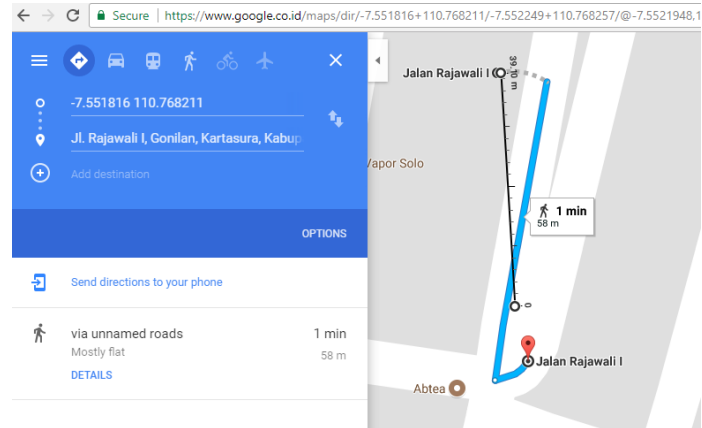 Secure | https://www.google.co.id/maps/dir/-7.551816+110.768211/-7.552249+110.768257/@-7.5521948,1
-7.551816 110.768211
Jl. Rajawali I, Gonilan, Kartasura, Kabup
Add destination
OPTIONS
Send directions to your phone
via unnamed roads
1 min
Mostly flat
58 m
DETAILS
Jalan Rajawali I
39.10 m
Vapor Solo
1 min
58 m
0
Jalan Rajawali I
Abtea